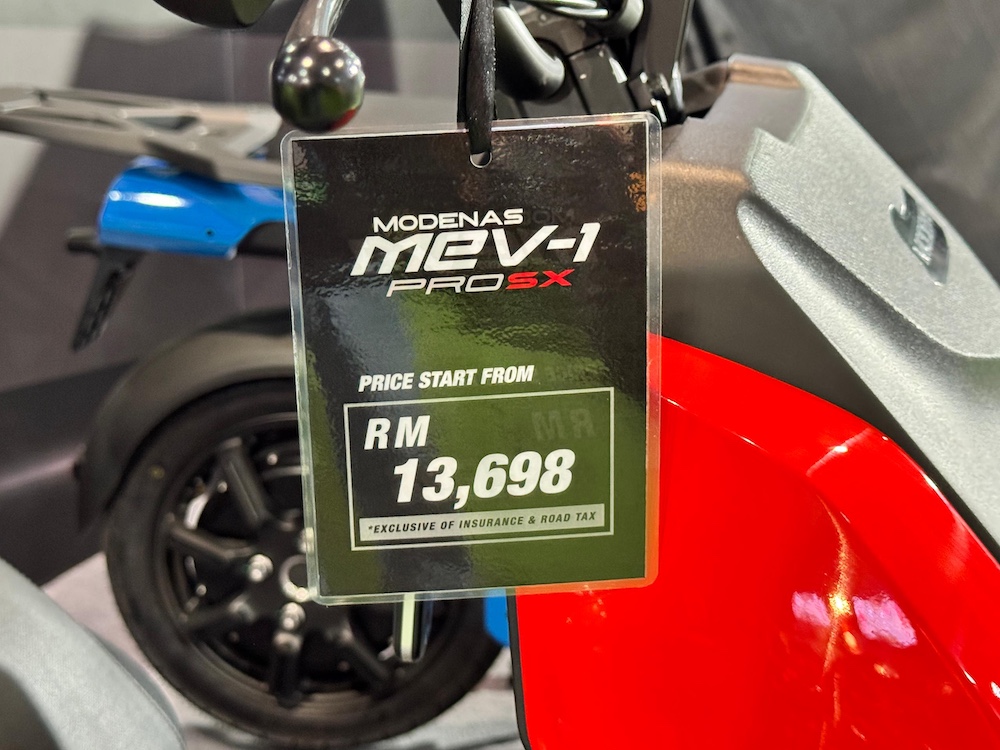 MODENAS
MEV-1
PROSX
PRICE START FROM
RM
13,698
*EXCLUSIVE OF INSURANCE & ROAD TAX